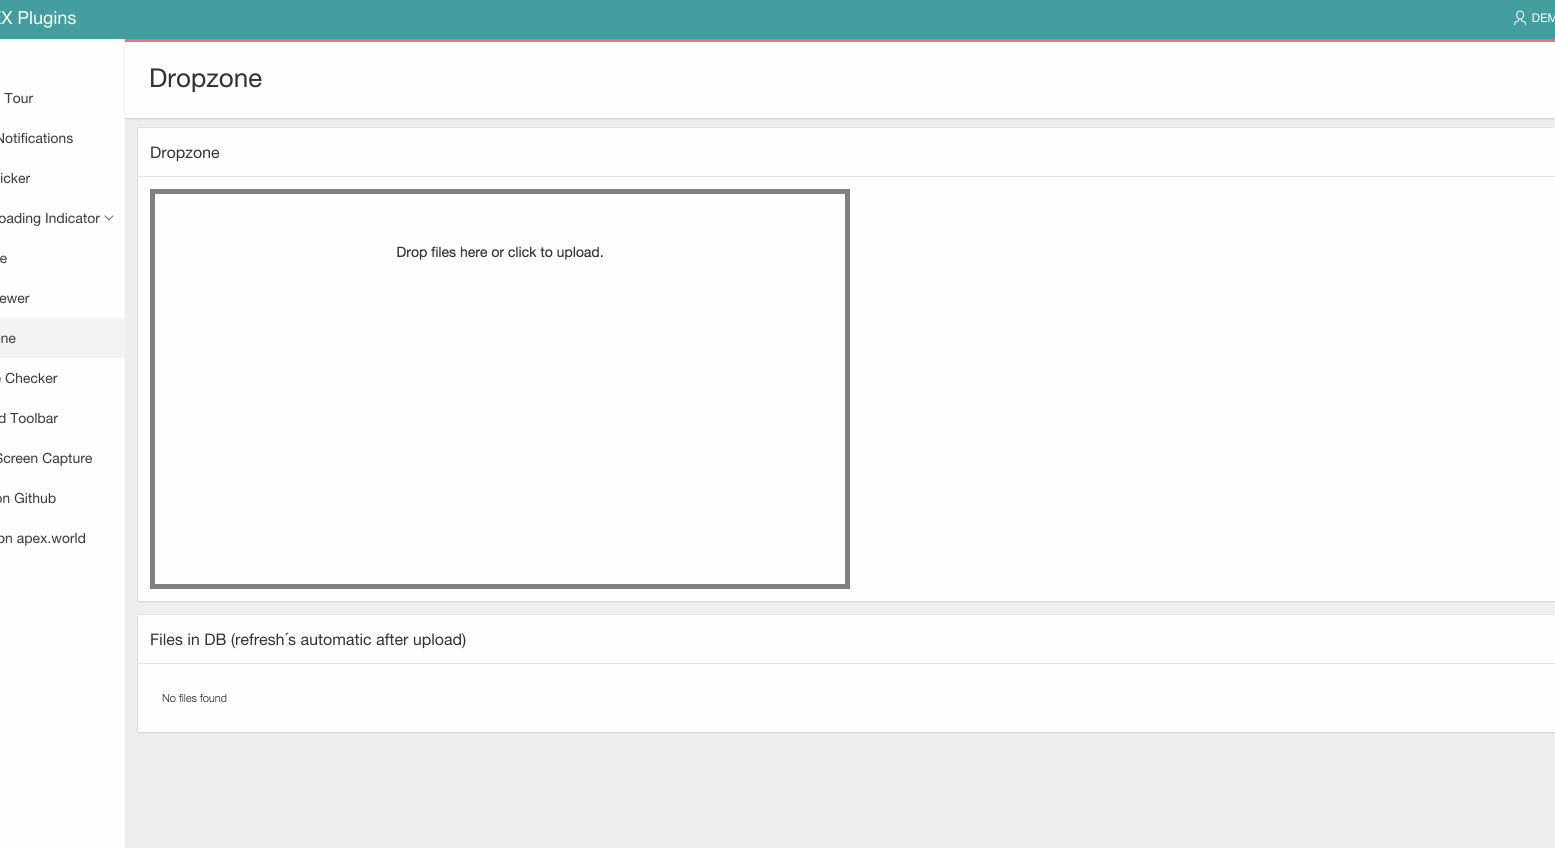 X Plugins
DEM
Dropzone
Tour
Notifications
icker
oading Indicator
e
ewer
ne
e Checker
d Toolbar
Screen Capture
on Github
on apex.world
Dropzone
Drop files here or click to upload.
Files in DB (refresh´s automatic after upload)
No files found